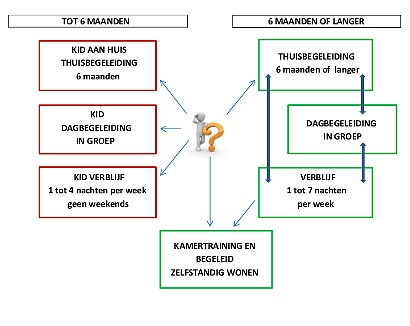 TOT 6 MAANDEN
6 MAANDEN OF LANGER
KID AAN HUIS
THUISBEGELEIDING
6 maanden
THUISBEGELEIDING
6 maanden of langer
KID
DAGBEGELEIDING
IN GROEP
DAGBEGELEIDING
IN GROEP
KID VERBLIJF
1 tot 4 nachten per week
geen weekends
VERBLIJF
1 tot 7 nachten
per week
KAMERTRAINING EN
BEGELEID
ZELFSTANDIG WONEN